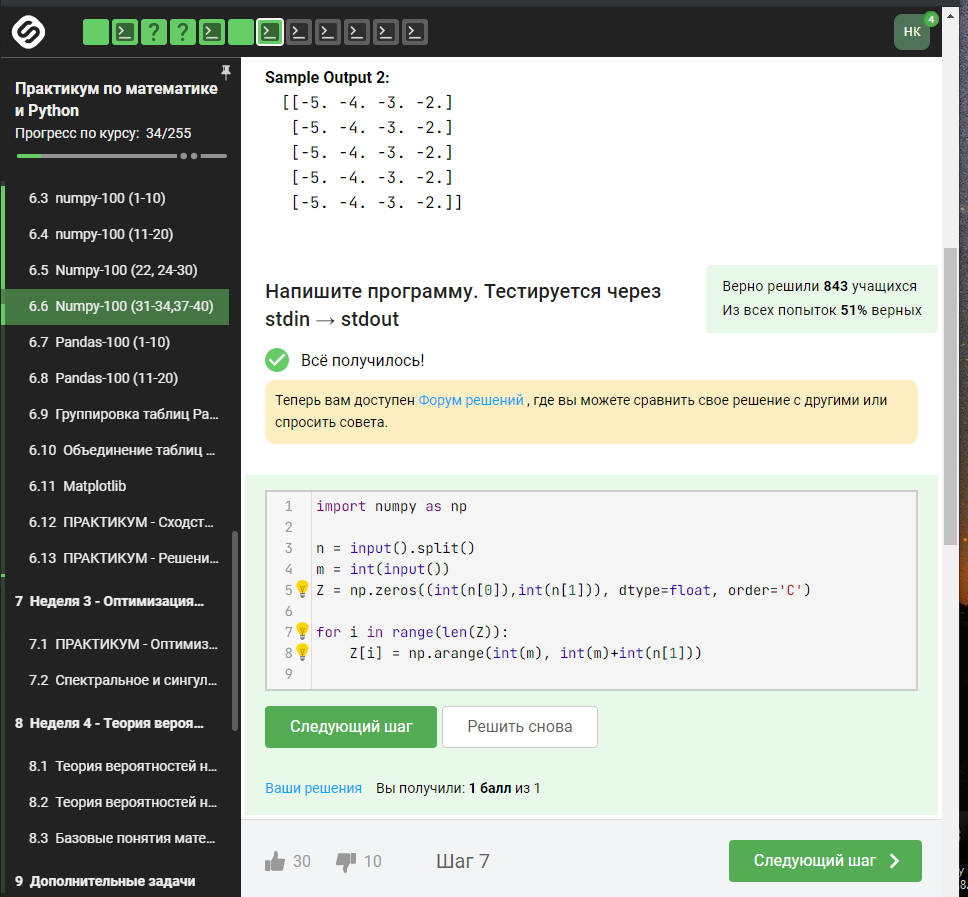 НК
4
Практикум по математике
и Python
Прогресс по курсу: 34/255
6.3 numpy-100 (1-10)
6.4 numpy-100 (11-20)
6.5 Numpy-100 (22, 24-30)
6.6 Numpy-100 (31-34,37-40)
6.7 Pandas-100 (1-10)
6.8 Pandas-100 (11-20)
6.9 Группировка таблиц Pa...
6.10 Объединение таблиц ...
6.11 Matplotlib
6.12 ПРАКТИКУМ - Сходст...
6.13 ПРАКТИКУМ - Решени...
7 Неделя 3 - Оптимизация...
7.1 ПРАКТИКУМ - Оптимиз...
7.2 Спектральное и сингул...
8 Неделя 4 - Теория вероя...
8.1 Теория вероятностей н...
8.2 Теория вероятностей н...
8.3 Базовые понятия мате...
9 Дополнительные задачи
Sample Output 2:
[[-5. -4. -3. -2.]
[-5. -4. -3. -2.]
[-5. -4. -3. -2.]
[-5. -4. -3. -2.]
[-5. -4. -3. -2.]]
Напишите программу. Тестируется через
stdin → stdout
Верно решили 843 учащихся
Из всех попыток 51% верных
Всё получилось!
Теперь вам доступен Форум решений , где вы можете сравнить свое решение с другими или
спросить совета.
1 import numpy as np
2
3 n = input().split()
4 m = int(input())
5 Z = np.zeros((int(n[0]),int(n[1])), dtype=float, order='C')
6
7 for i in range(len(Z)):
8     Z[i] = np.arange(int(m), int(m)+int(n[1]))
9
Следующий шаг
Решить снова
Ваши решения Вы получили: 1 балл из 1
30
10
Шаг 7
Следующий шаг